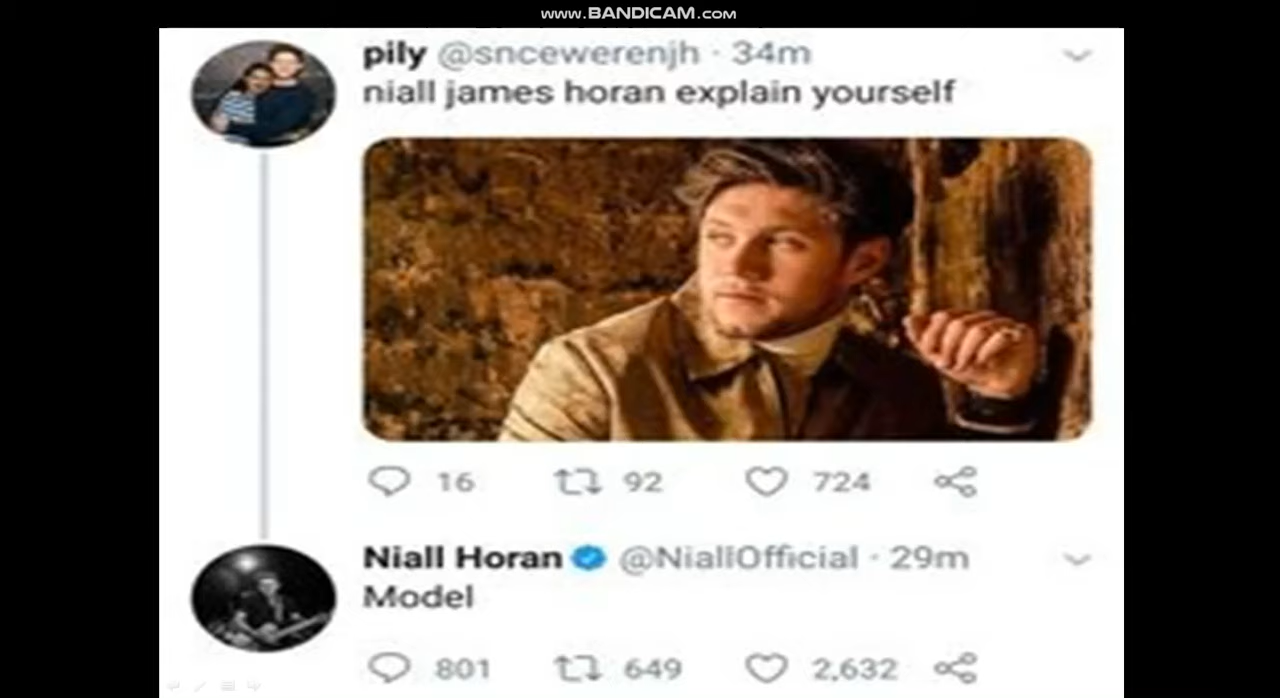 www.BANDICAM.com
pily @sncewerenjh · 34m
niall james horan explain yourself
16 92 724
Niall Horan @NiallOfficial · 29m
Model
801 649 2,632